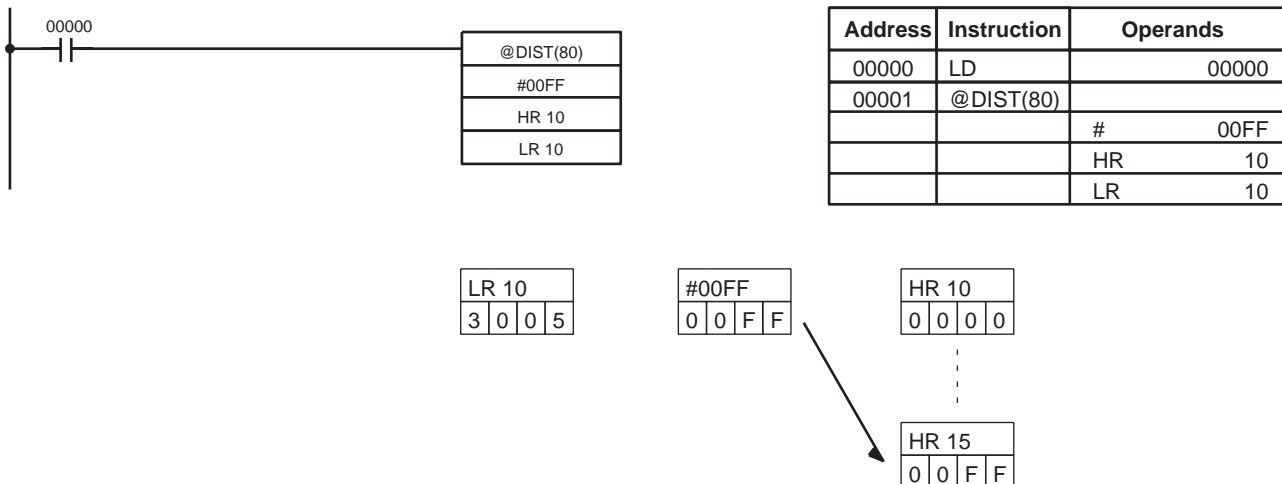 00000
@DIST(80)
#00FF
HR 10
LR 10
Address Instruction Operands
00000 LD 00000
00001 @DIST(80)
# 00FF
HR 10
LR 10
LR 10 #00FF HR 10
3 0 0 5 0 0 F F 0 0 0 0
HR 15
0 0 F F